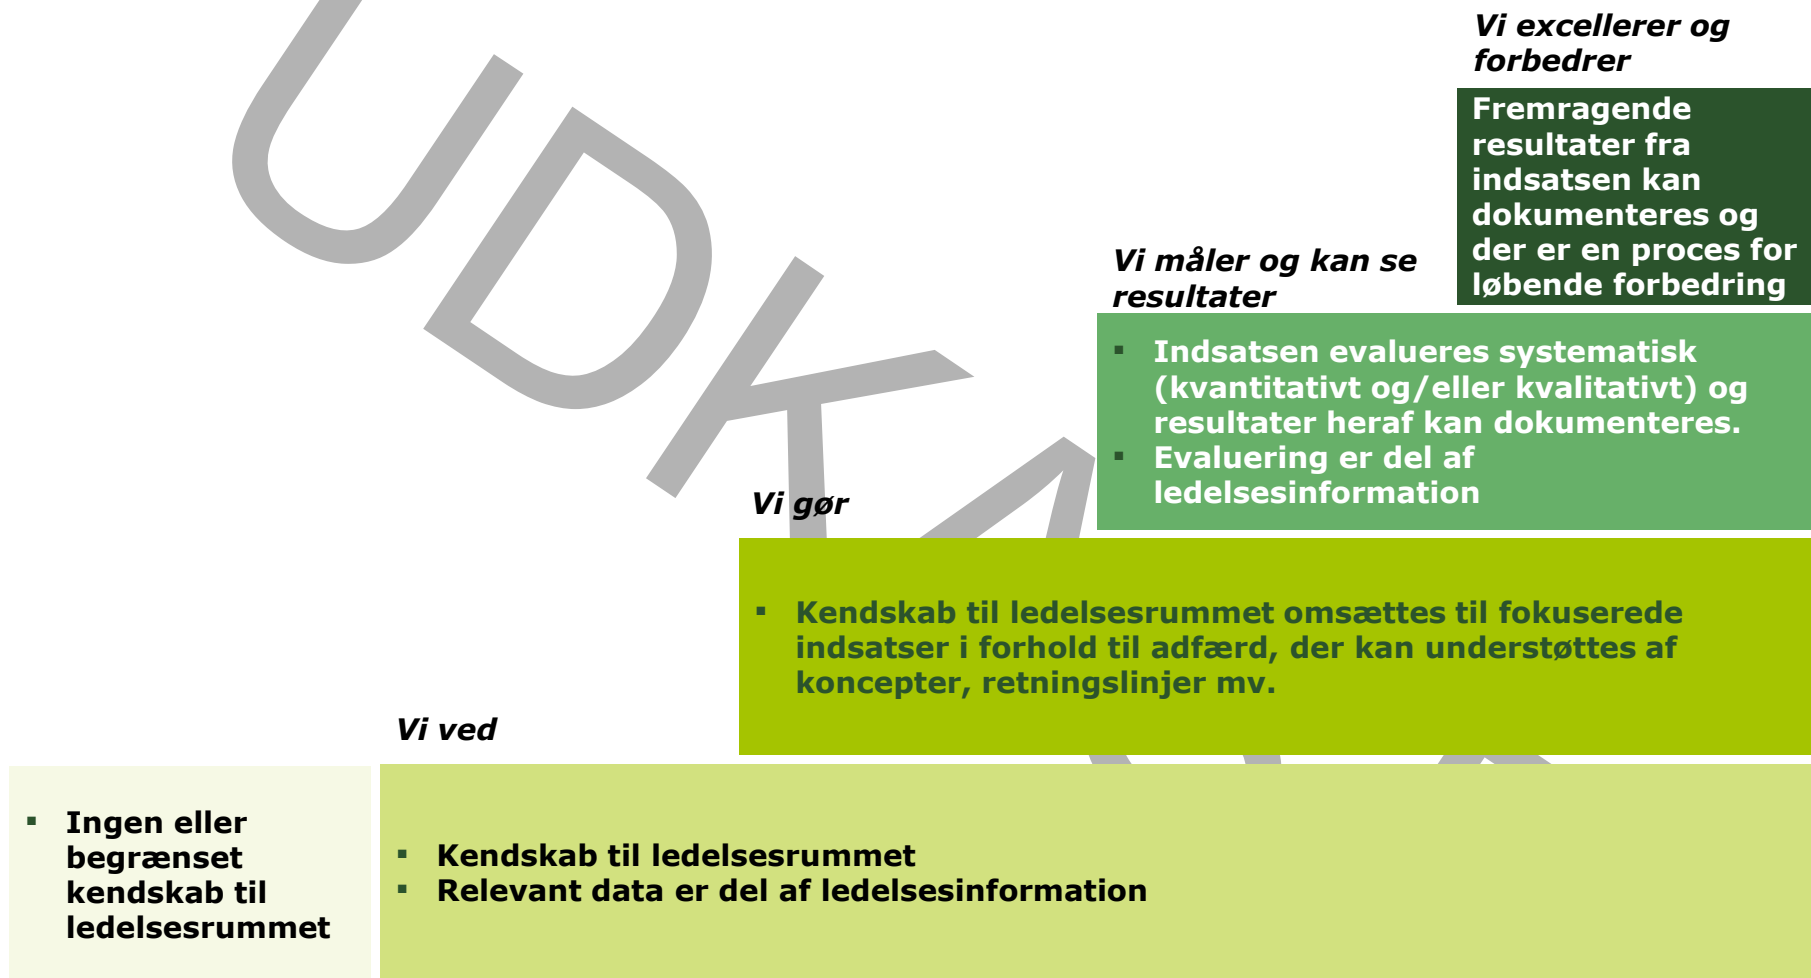 Vi excellerer og
forbedrer
Fremragende
resultater fra
indsatsen kan
dokumenteres og
der er en proces for
løbende forbedring
Vi måler og kan se
resultater
▪ Indsatsen evalueres systematisk
(kvantitativt og/eller kvalitativt) og
resultater heraf kan dokumenteres.
▪ Evaluering er del af
ledelsesinformation
Vi gør
▪ Kendskab til ledelsesrummet omsættes til fokuserede
indsatser i forhold til adfærd, der kan understøttes af
koncepter, retningslinjer mv.
Vi ved
▪ Kendskab til ledelsesrummet
▪ Relevant data er del af ledelsesinformation
▪ Ingen eller
begrænset
kendskab til
ledelsesrummet
UDKA